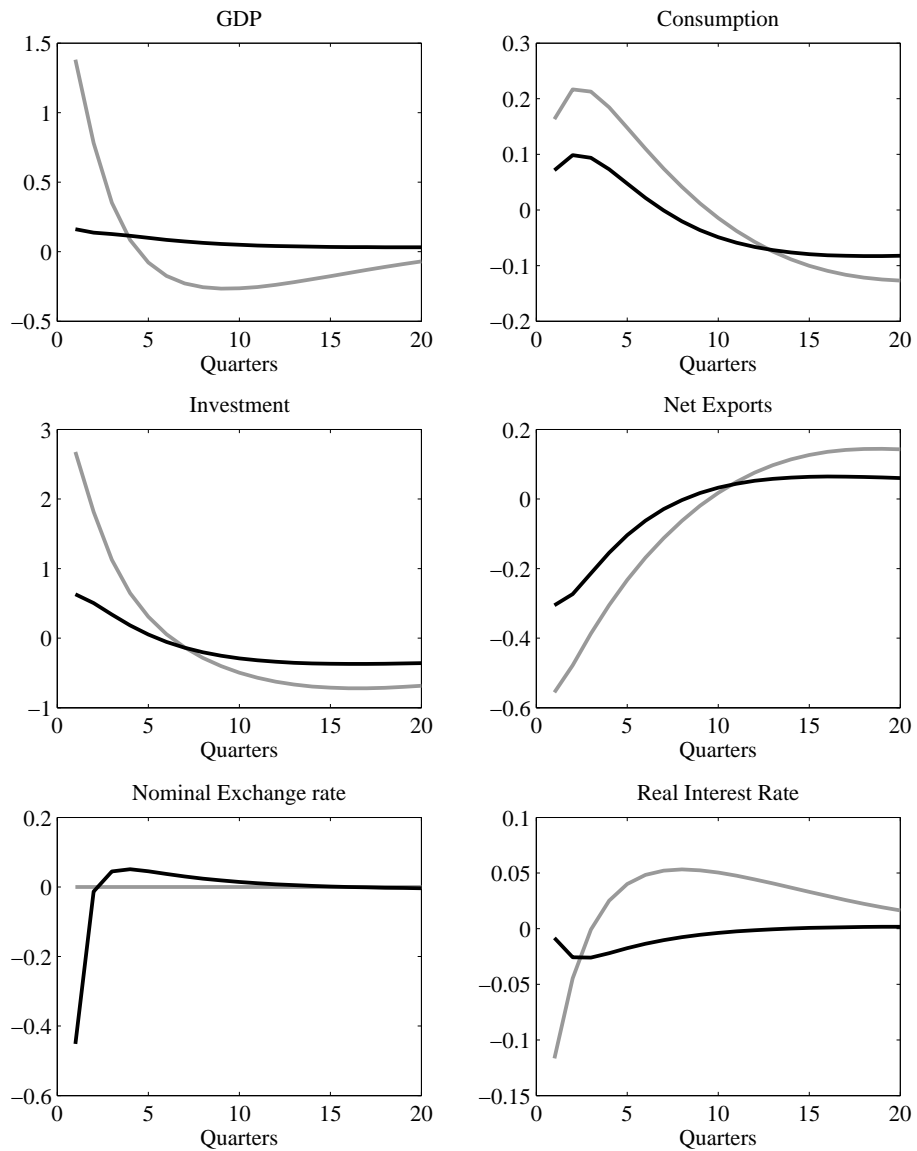 GDP
1.5
1
0.5
0
−0.5
0 5 10 15 20
Quarters
Consumption
0.3
0.2
0.1
0
−0.1
−0.2
0 5 10 15 20
Quarters
Investment
3
2
1
0
−1
0 5 10 15 20
Quarters
Net Exports
0.2
0
−0.2
−0.4
−0.6
0 5 10 15 20
Quarters
Nominal Exchange rate
0.2
0
−0.2
−0.4
−0.6
0 5 10 15 20
Quarters
Real Interest Rate
0.1
0.05
0
−0.05
−0.1
−0.15
0 5 10 15 20
Quarters